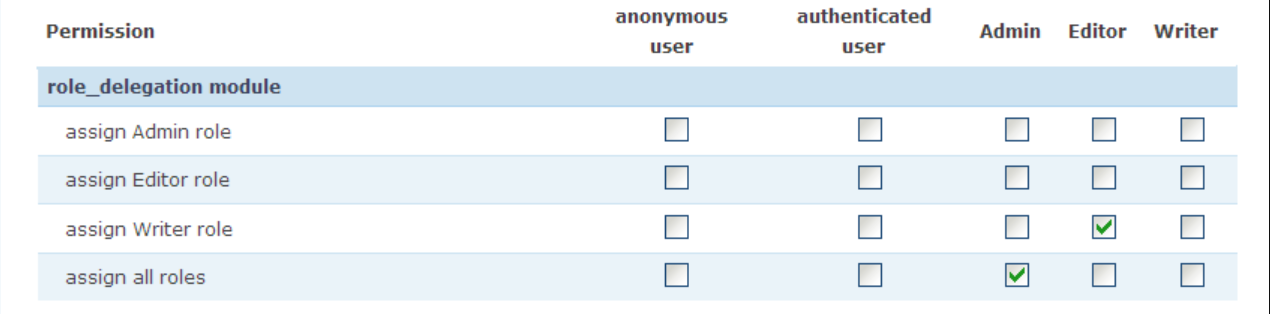 Permission anonymous user authenticated user Admin Editor Writer
role_delegation module
assign Admin role
assign Editor role
assign Writer role
assign all roles